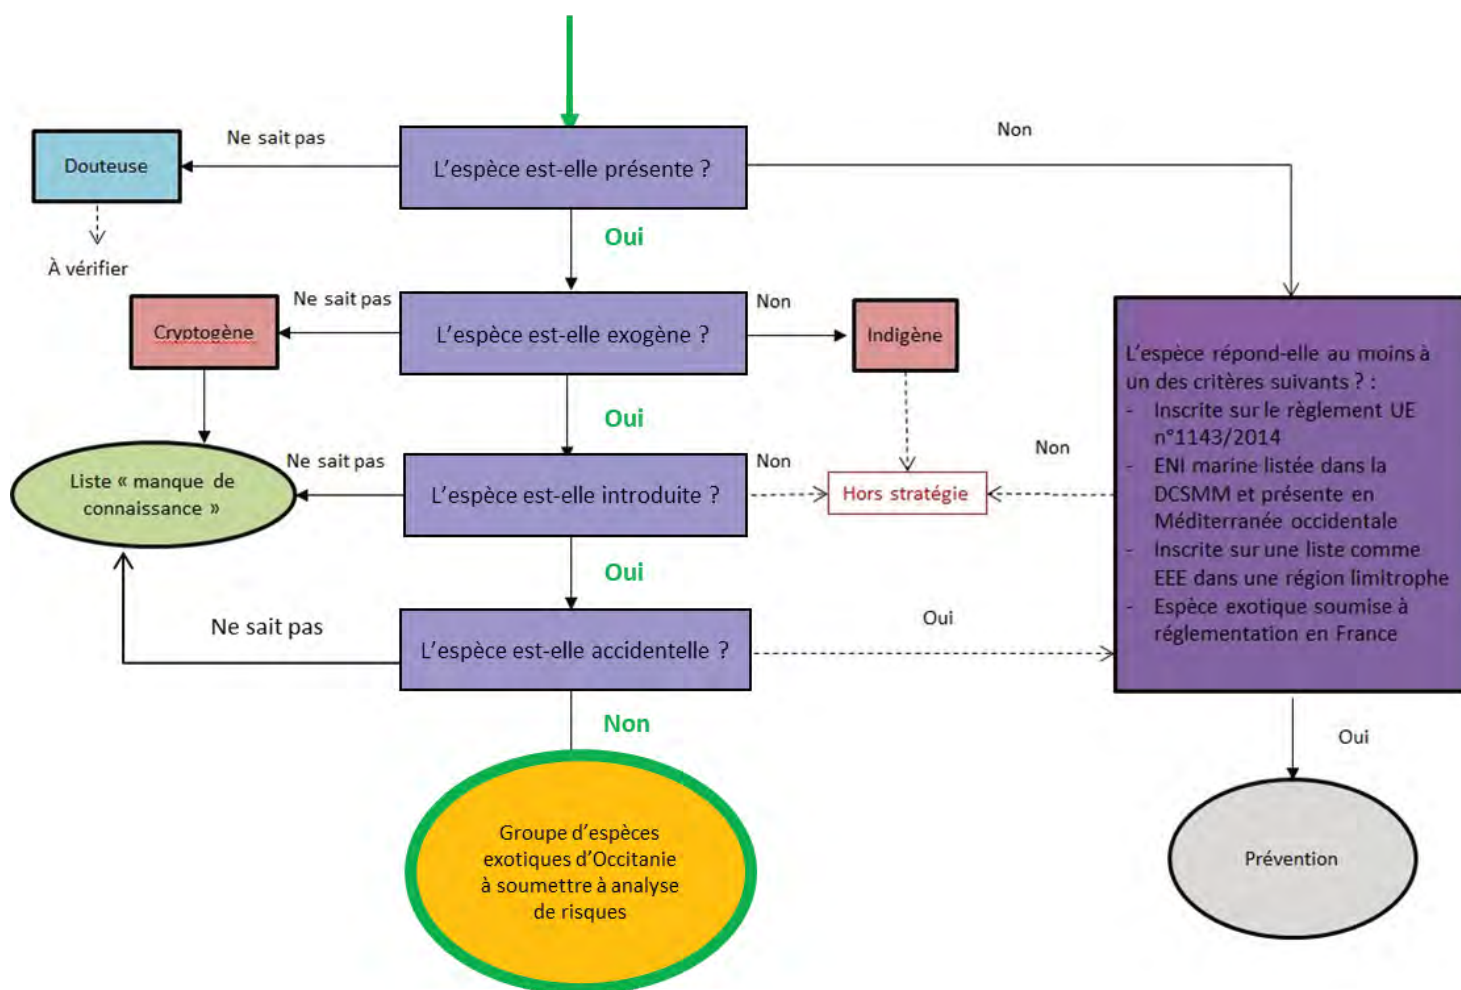 Ne sait pas
Non
Douteuse
L'espèce est-elle présente ?
Oui
À vérifier
Ne sait pas
Non
Cryptogène
L'espèce est-elle exogène ?
Indigène
Oui
L'espèce répond-elle au moins à
un des critères suivants ? :
- Inscrite sur le règlement UE
n°1143/2014
- ENI marine listée dans la
DCSMM et présente en
Méditerranée occidentale
- Inscrite sur une liste comme
EEE dans une région limitrophe
- Espèce exotique soumise à
réglementation en France
Ne sait pas
Non
Non
Liste « manque de
connaissance »
L'espèce est-elle introduite ?
Hors stratégie
Oui
Ne sait pas
Oui
L'espèce est-elle accidentelle ?
Non
Oui
Groupe d'espèces
exotiques d'Occitanie
à soumettre à analyse
de risques
Prévention